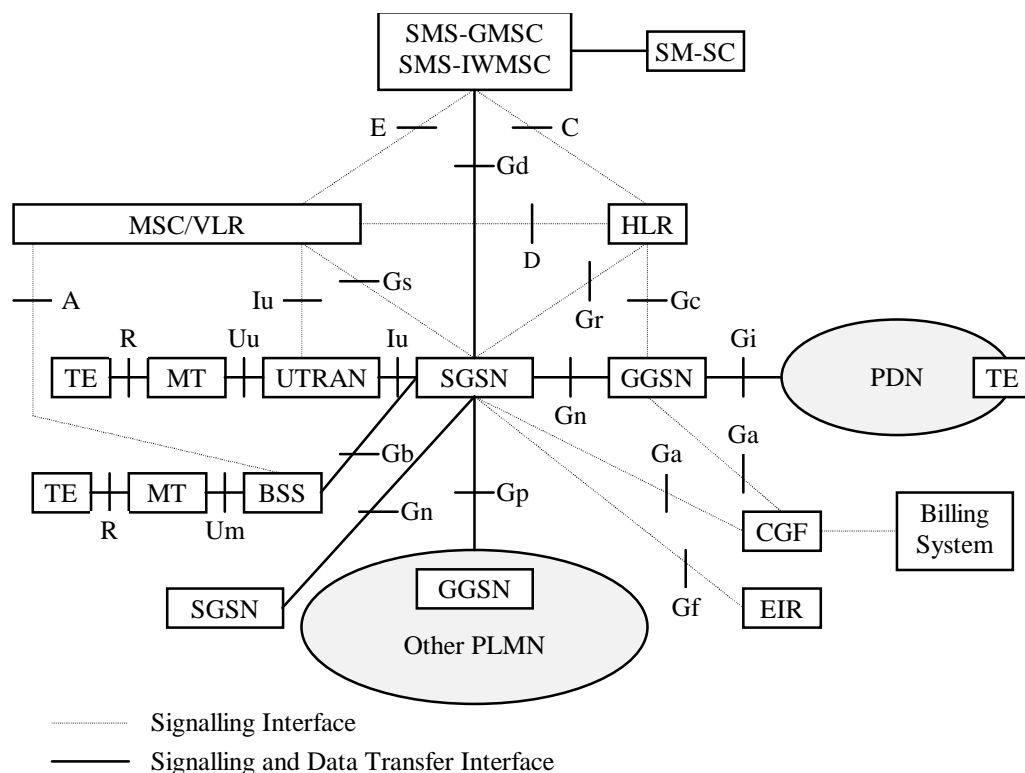 SMS-GMSC
SMS-IWMSC
SM-SC
E
C
Gd
MSC/VLR
HLR
D
A
Iu
Gs
Gr
Gc
R
Uu
Iu
Gi
TE
MT
UTRAN
SGSN
GGSN
PDN
TE
Gn
Gb
Ga
Ga
TE
MT
BSS
R
Um
Gn
Gp
CGF
Billing
System
SGSN
GGSN
Gf
EIR
Other PLMN
Signalling Interface
Signalling and Data Transfer Interface